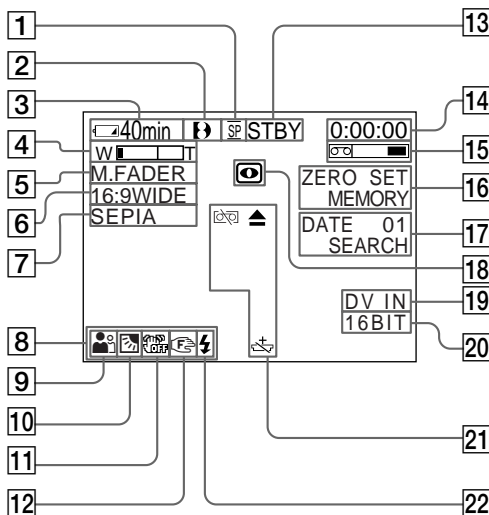 1
2
3
4
5
6
7
8
9
10
11
12
13
14
15
16
17
18
19
20
21
22
40min
SP
STBY
0:00:00
W T
M.FADER
16:9WIDE
SEPIA
ZERO SET
MEMORY
DATE 01
SEARCH
DV IN
16BIT
OFF
F